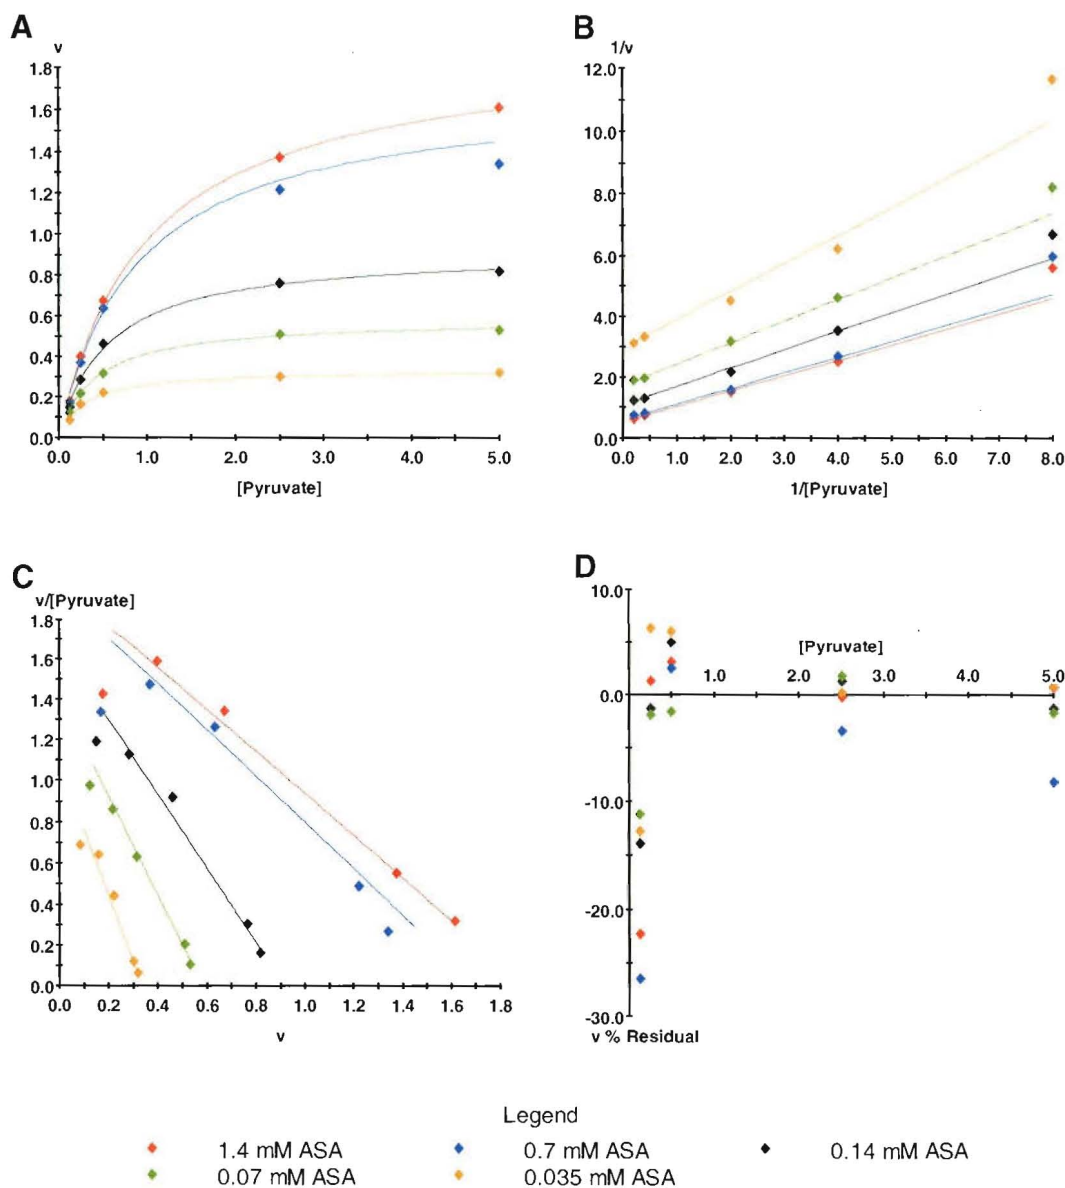 A
v
1.8
1.6
1.4
1.2
1.0
0.8
0.6
0.4
0.2
0.0
0.0 1.0 2.0 3.0 4.0 5.0
[Pyruvate]
B
1/v
12.0
10.0
8.0
6.0
4.0
2.0
0.0
0.0 1.0 2.0 3.0 4.0 5.0 6.0 7.0 8.0
1/[Pyruvate]
C
v/[Pyruvate]
1.8
1.6
1.4
1.2
1.0
0.8
0.6
0.4
0.2
0.0
0.0 0.2 0.4 0.6 0.8 1.0 1.2 1.4 1.6 1.8
v
D
10.0
[Pyruvate]
1.0 2.0 3.0 4.0 5.0
0.0
-10.0
-20.0
-30.0
v % Residual
Legend
1.4 mM ASA 0.7 mM ASA 0.14 mM ASA
0.07 mM ASA 0.035 mM ASA